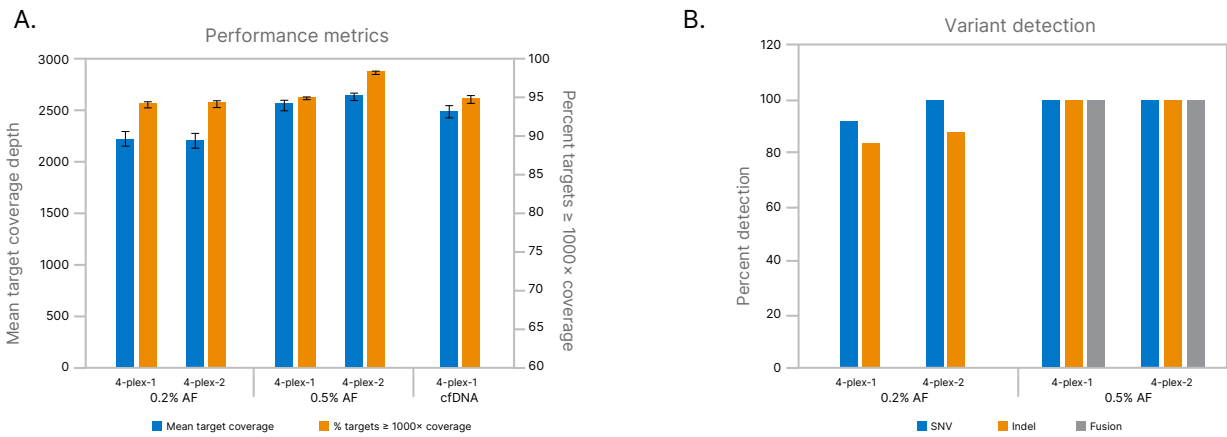 A.
Performance metrics
Mean target coverage depth
3000
2500
2000
1500
1000
500
0
100
95
90
85
80
75
70
65
60
Percent targets ≥ 1000× coverage
4-plex-1 4-plex-2 4-plex-1 4-plex-2 4-plex-1
0.2% AF 0.5% AF cfDNA
Mean target coverage % targets ≥ 1000× coverage
B.
Variant detection
Percent detection
120
100
80
60
40
20
0
4-plex-1 4-plex-2 4-plex-1 4-plex-2
0.2% AF 0.5% AF
SNV Indel Fusion